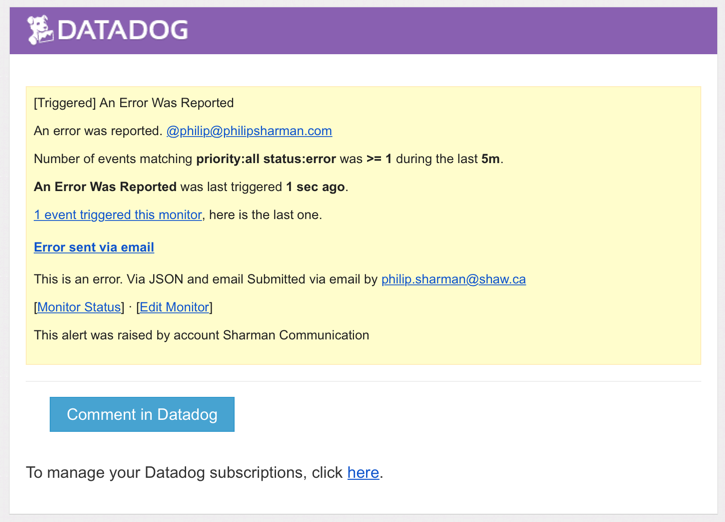 DATADOG
[Triggered] An Error Was Reported
An error was reported. @philip@philipsharman.com
Number of events matching priority:all status:error was >= 1 during the last 5m.
An Error Was Reported was last triggered 1 sec ago.
1 event triggered this monitor, here is the last one.
Error sent via email
This is an error. Via JSON and email Submitted via email by philip.sharman@shaw.ca
[Monitor Status] · [Edit Monitor]
This alert was raised by account Sharman Communication
Comment in Datadog
To manage your Datadog subscriptions, click here.